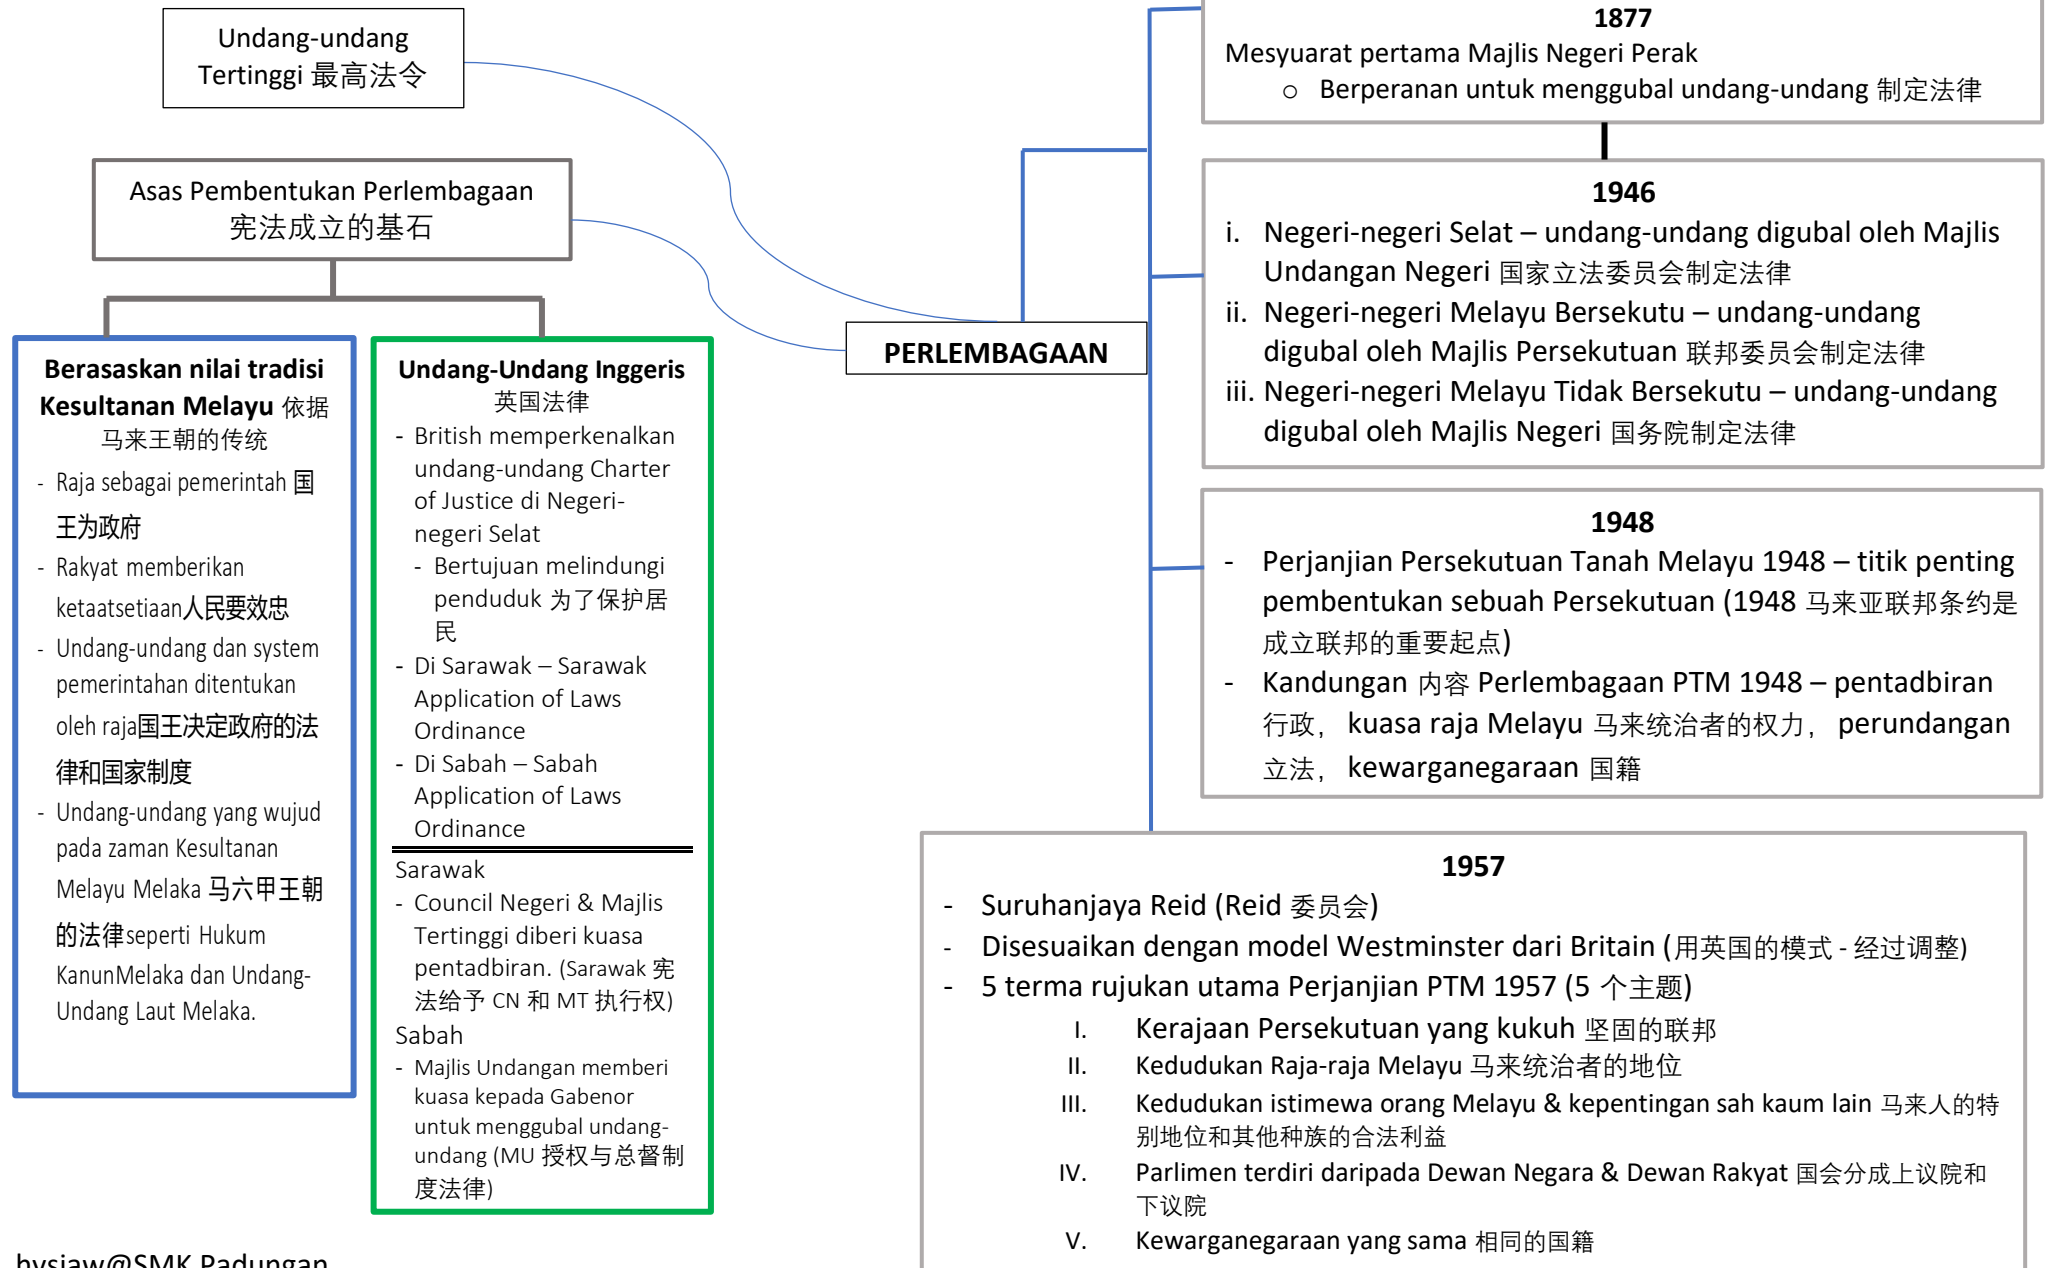 Undang-undang
Tertinggi 最高法令
Asas Pembentukan Perlembagaan
宪法成立的基石
Berasaskan nilai tradisi
Kesultanan Melayu 依据
马来王朝的传统
- Raja sebagai pemerintah 国
王为政府
- Rakyat memberikan
ketaatsetiaan人民要效忠
- Undang-undang dan system
pemerintahan ditentukan
oleh raja国王决定政府的法
律和国家制度
- Undang-undang yang wujud
pada zaman Kesultanan
Melayu Melaka 马六甲王朝
的法律seperti Hukum
KanunMelaka dan Undang-
Undang Laut Melaka.
Undang-Undang Inggeris
英国法律
- British memperkenalkan
undang-undang Charter
of Justice di Negeri-
negeri Selat
- Bertujuan melindungi
penduduk 为了保护居
民
- Di Sarawak – Sarawak
Application of Laws
Ordinance
- Di Sabah – Sabah
Application of Laws
Ordinance
Sarawak
- Council Negeri & Majlis
Tertinggi diberi kuasa
pentadbiran. (Sarawak 宪
法给予 CN 和 MT 执行权)
Sabah
- Majlis Undangan memberi
kuasa kepada Gabenor
untuk menggubal undang-
undang (MU 授权与总督制
度法律)
hysiaw@SMK Padungan
PERLEMBAGAAN
1877
Mesyuarat pertama Majlis Negeri Perak
o Berperanan untuk menggubal undang-undang 制定法律
1946
i. Negeri-negeri Selat – undang-undang digubal oleh Majlis
Undangan Negeri 国家立法委员会制定法律
ii. Negeri-negeri Melayu Bersekutu – undang-undang
digubal oleh Majlis Persekutuan 联邦委员会制定法律
iii. Negeri-negeri Melayu Tidak Bersekutu – undang-undang
digubal oleh Majlis Negeri 国务院制定法律
1948
- Perjanjian Persekutuan Tanah Melayu 1948 – titik penting
pembentukan sebuah Persekutuan (1948 马来亚联邦条约是
成立联邦的重要起点)
- Kandungan 内容 Perlembagaan PTM 1948 – pentadbiran
行政， kuasa raja Melayu 马来统治者的权力， perundangan
立法， kewarganegaraan 国籍
1957
- Suruhanjaya Reid (Reid 委员会)
- Disesuaikan dengan model Westminster dari Britain (用英国的模式 - 经过调整)
- 5 terma rujukan utama Perjanjian PTM 1957 (5 个主题)
I. Kerajaan Persekutuan yang kukuh 坚固的联邦
II. Kedudukan Raja-raja Melayu 马来统治者的地位
III. Kedudukan istimewa orang Melayu & kepentingan sah kaum lain 马来人的特
别地位和其他种族的合法利益
IV. Parlimen terdiri daripada Dewan Negara & Dewan Rakyat 国会分成上议院和
下议院
V. Kewarganegaraan yang sama 相同的国籍